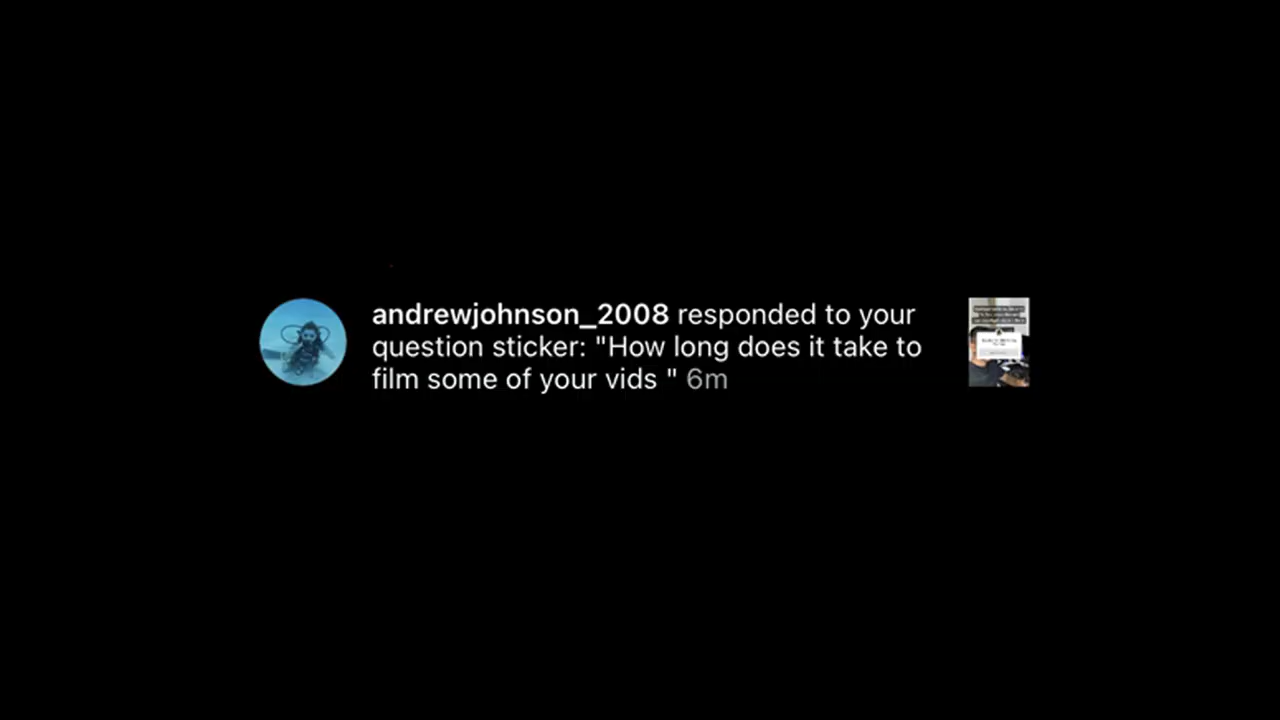 andrewjohnson_2008 responded to your
question sticker: "How long does it take to
film some of your vids " 6m